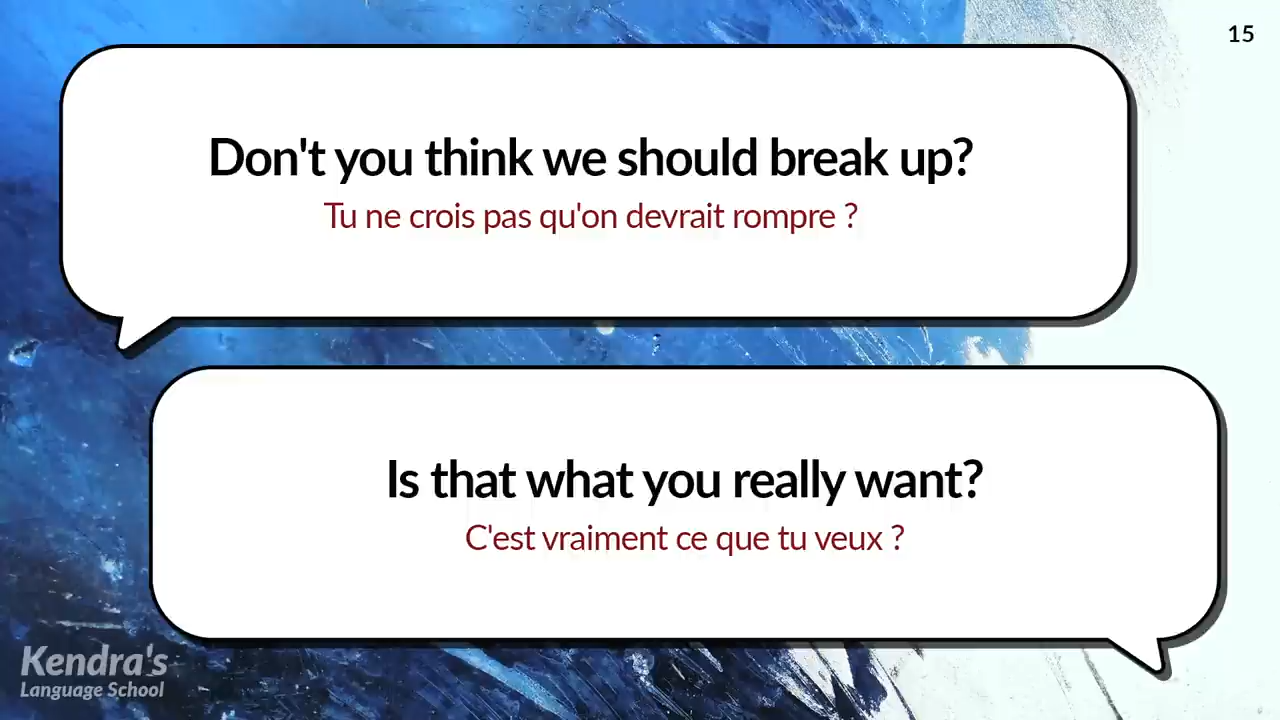 15
Don't you think we should break up?
Tu ne crois pas qu'on devrait rompre ?
Is that what you really want?
C'est vraiment ce que tu veux ?
Kendra's
Language School